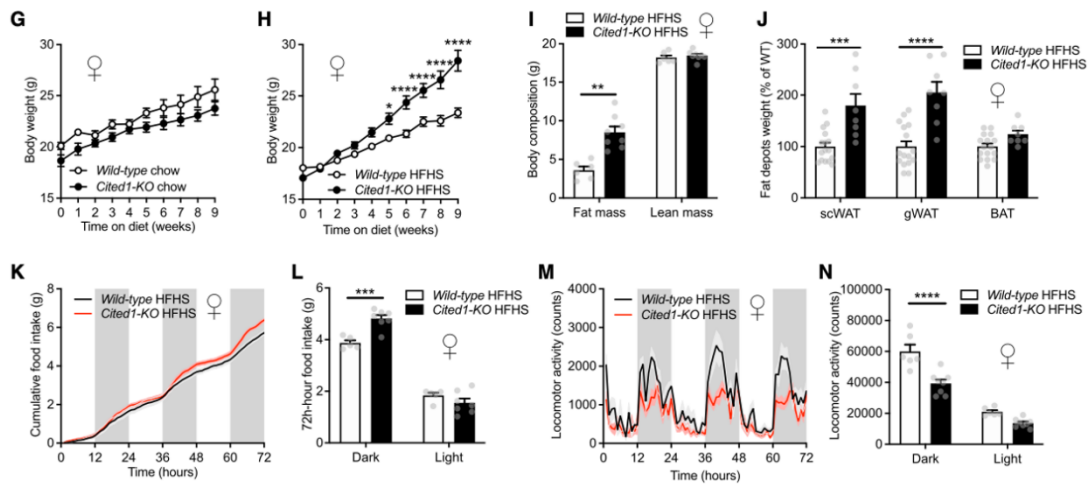 G
♀
Body weight (g)
30
25
20
15
Wild-type chow
Cited1-KO chow
0 1 2 3 4 5 6 7 8 9
Time on diet (weeks)
H
♀
Body weight (g)
30
25
20
15
* **** **** **** ****
Wild-type HFHS
Cited1-KO HFHS
0 1 2 3 4 5 6 7 8 9
Time on diet (weeks)
I
Wild-type HFHS
Cited1-KO HFHS
♀
Body composition (g)
20
15
10
5
0
**
Fat mass Lean mass
J
Wild-type HFHS
Cited1-KO HFHS
♀
Fat depots weight (% of WT)
300
200
100
0
*** ****
scWAT gWAT BAT
K
Wild-type HFHS
Cited1-KO HFHS
♀
Cumulative food intake (g)
8
6
4
2
0
0 12 24 36 48 60 72
Time (hours)
L
Wild-type HFHS
Cited1-KO HFHS
♀
72h-hour food intake (g)
6
4
2
0
***
Dark Light
M
Wild-type HFHS
Cited1-KO HFHS
♀
Locomotor activity (counts)
4000
3000
2000
1000
0
0 12 24 36 48 60 72
Time (hours)
N
Wild-type HFHS
Cited1-KO HFHS
♀
Locomotor activity (counts)
100000
80000
60000
40000
20000
0
****
Dark Light